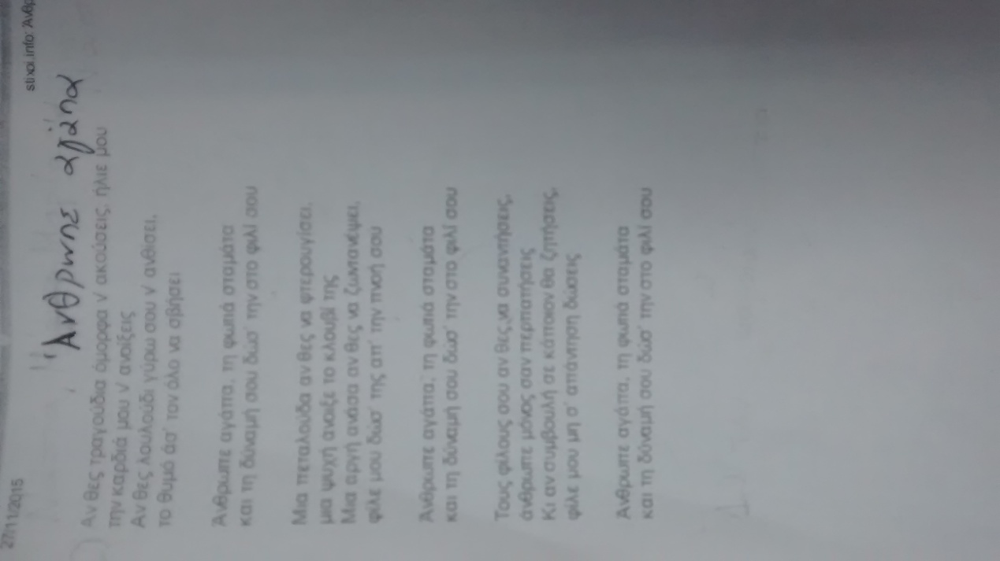 27/11/2015
stixoi.info: Άνθρ
Άνθρωπε αγάπα
Αν θες τραγούδια όμορφα ν' ακούσεις, ήλιε μου
την καρδιά μου ν' ανοίξεις
Αν θες λουλούδι γύρω σου ν' ανθίσει,
το θυμό άσ' τον όλο να σβήσει
Άνθρωπε αγάπα, τη φωτιά σταμάτα
και τη δύναμή σου δώσ' την στο φιλί σου
Μια πεταλούδα αν θες να φτερουγίσει,
μια ψυχή άνοιξε το κλουβί της
Μια αργή ανάσα αν θες να ζωντανέψει,
φίλε μου δώσ' της απ' την πνοή σου
Άνθρωπε αγάπα, τη φωτιά σταμάτα
και τη δύναμή σου δώσ' την στο φιλί σου
Τους φίλους σου αν θες να συναντήσεις,
άνθρωπε μόνος σαν περπατήσεις
Κι αν συμβουλή σε κάποιον θα ζητήσεις,
φίλε μου μη σ' απάντηση δώσεις
Άνθρωπε αγάπα, τη φωτιά σταμάτα
και τη δύναμή σου δώσ' την στο φιλί σου